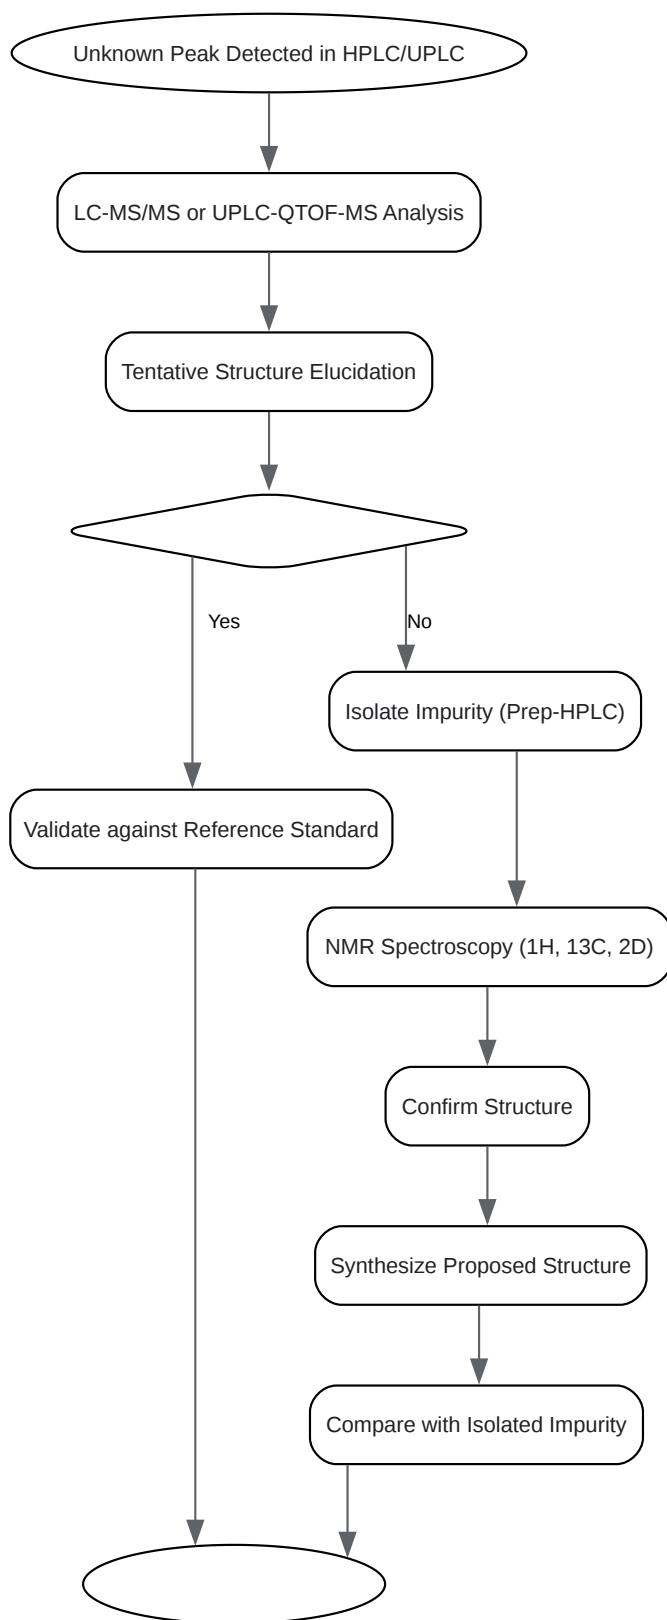 Unknown Peak Detected in HPLC/UPLC
LC-MS/MS or UPLC-QTOF-MS Analysis
Tentative Structure Elucidation
Yes
No
Isolate Impurity (Prep-HPLC)
Validate against Reference Standard
NMR Spectroscopy (1H, 13C, 2D)
Confirm Structure
Synthesize Proposed Structure
Compare with Isolated Impurity